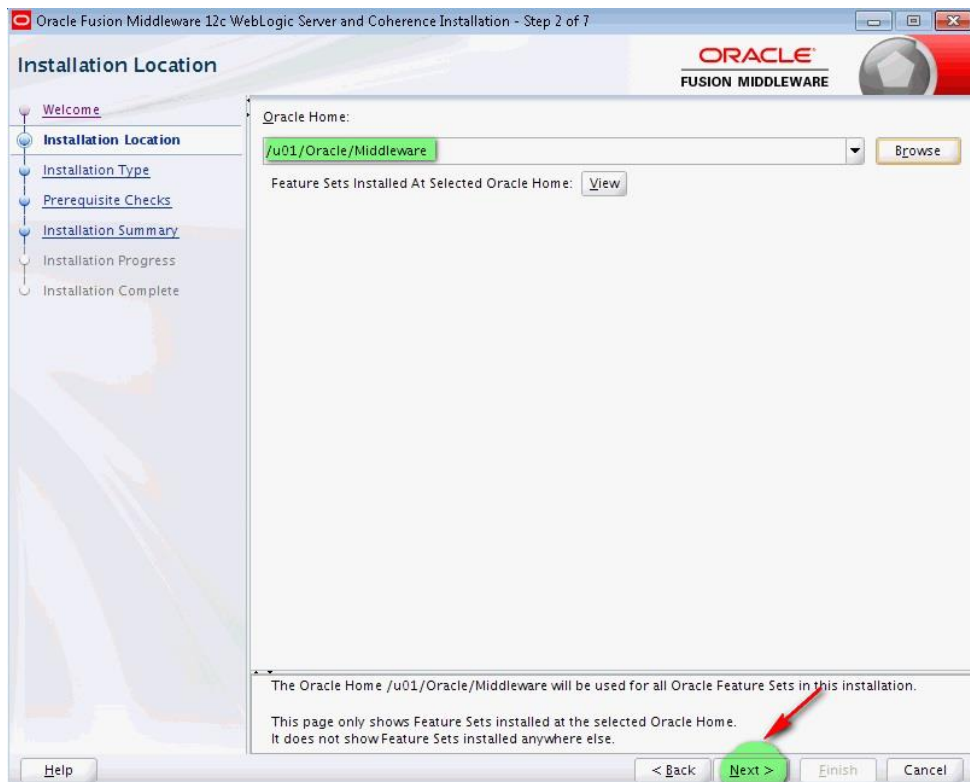 Oracle Fusion Middleware 12c WebLogic Server and Coherence Installation - Step 2 of 7
Installation Location
ORACLE
FUSION MIDDLEWARE
Welcome
Installation Location
Installation Type
Prerequisite Checks
Installation Summary
Installation Progress
Installation Complete
Oracle Home:
/u01/Oracle/Middleware
Browse
Feature Sets Installed At Selected Oracle Home: View
The Oracle Home /u01/Oracle/Middleware will be used for all Oracle Feature Sets in this installation.
This page only shows Feature Sets installed at the selected Oracle Home.
It does not show Feature Sets installed anywhere else.
Help < Back Next > Finish Cancel